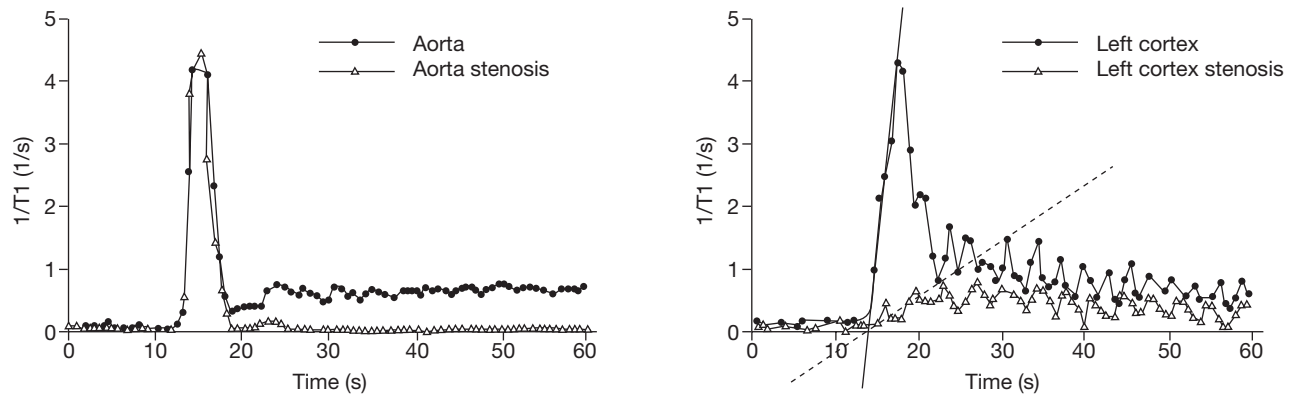 5
4
3
2
1
0
1/T1 (1/s)
0 10 20 30 40 50 60
Time (s)
Aorta
Aorta stenosis
5
4
3
2
1
0
1/T1 (1/s)
0 10 20 30 40 50 60
Time (s)
Left cortex
Left cortex stenosis